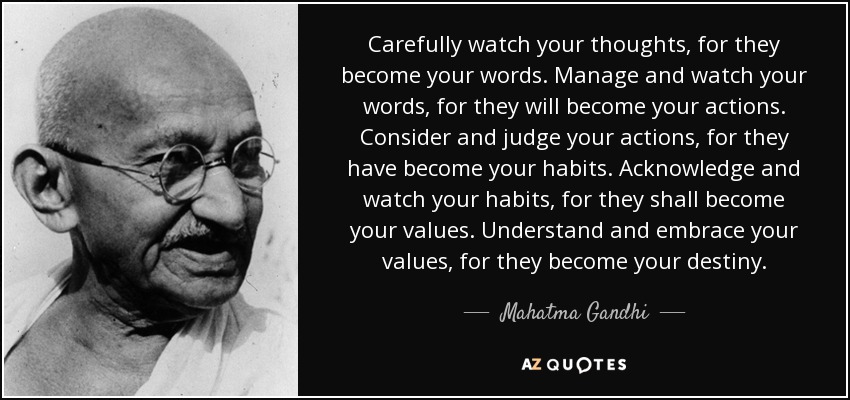 Carefully watch your thoughts, for they
become your words. Manage and watch your
words, for they will become your actions.
Consider and judge your actions, for they
have become your habits. Acknowledge and
watch your habits, for they shall become
your values. Understand and embrace your
values, for they become your destiny.
Mahatma Gandhi
AZ QUOTES